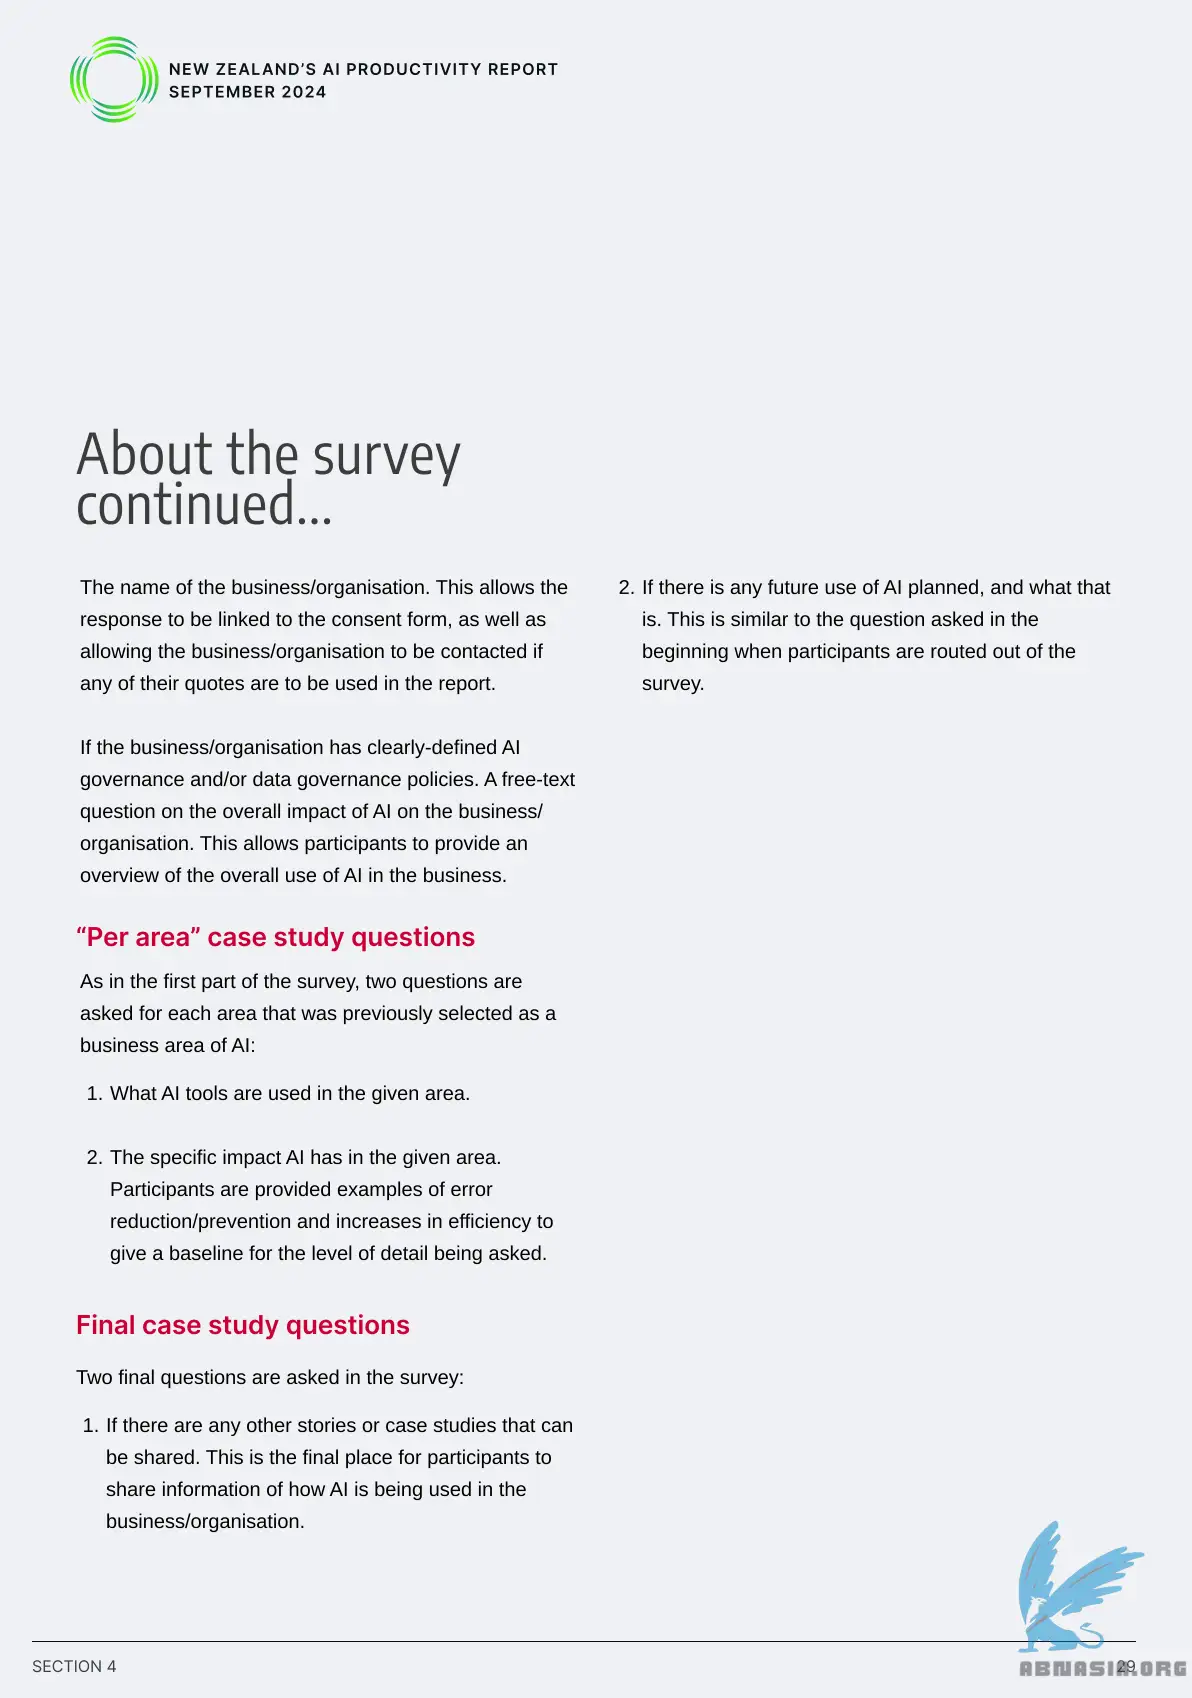 NEW ZEALAND’S AI PRODUCTIVITY REPORT
SEPTEMBER 2024
About the survey
continued...
The name of the business/organisation. This allows the
response to be linked to the consent form, as well as
allowing the business/organisation to be contacted if
any of their quotes are to be used in the report.
If the business/organisation has clearly-defined AI
governance and/or data governance policies. A free-text
question on the overall impact of AI on the business/
organisation. This allows participants to provide an
overview of the overall use of AI in the business.
“Per area” case study questions
As in the first part of the survey, two questions are
asked for each area that was previously selected as a
business area of AI:
1. What AI tools are used in the given area.
2. The specific impact AI has in the given area.
Participants are provided examples of error
reduction/prevention and increases in efficiency to
give a baseline for the level of detail being asked.
Final case study questions
Two final questions are asked in the survey:
1. If there are any other stories or case studies that can
be shared. This is the final place for participants to
share information of how AI is being used in the
business/organisation.
2. If there is any future use of AI planned, and what that
is. This is similar to the question asked in the
beginning when participants are routed out of the
survey.
SECTION 4
29
ABNASIA.ORG